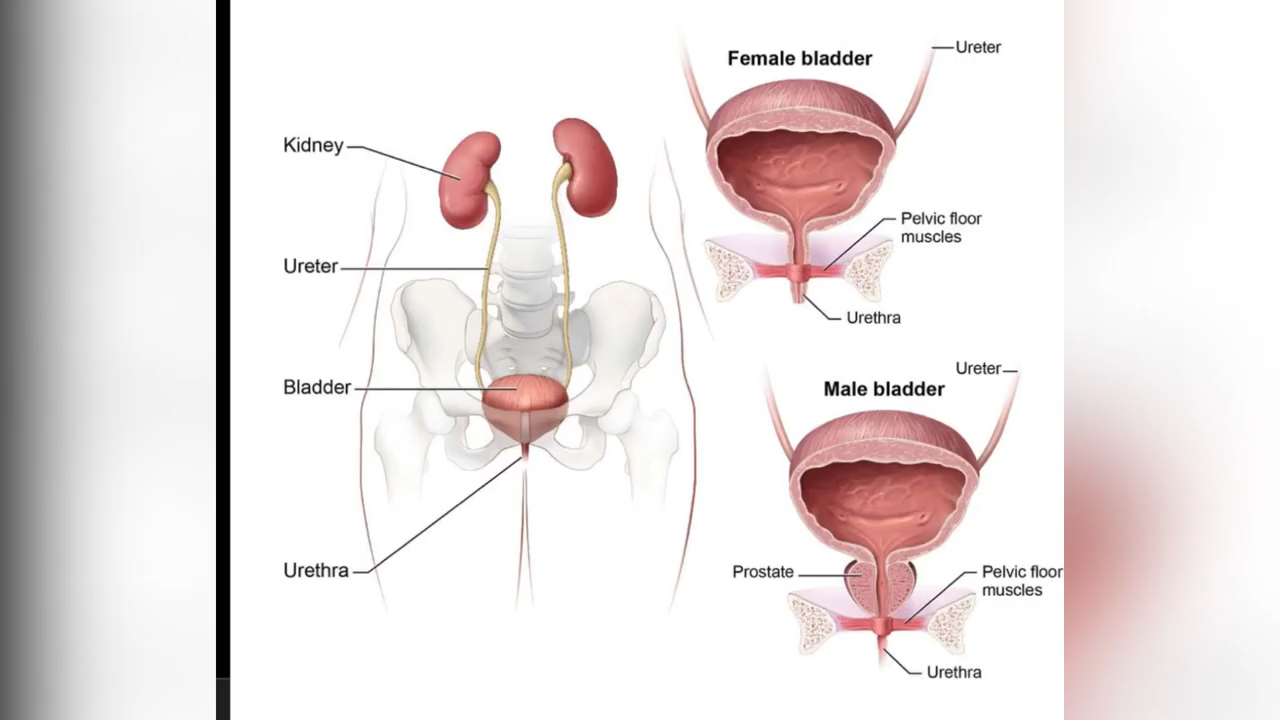 Kidney
Ureter
Bladder
Urethra
Female bladder
Ureter
Pelvic floor
muscles
Urethra
Male bladder
Ureter
Prostate
Pelvic floor
muscles
Urethra